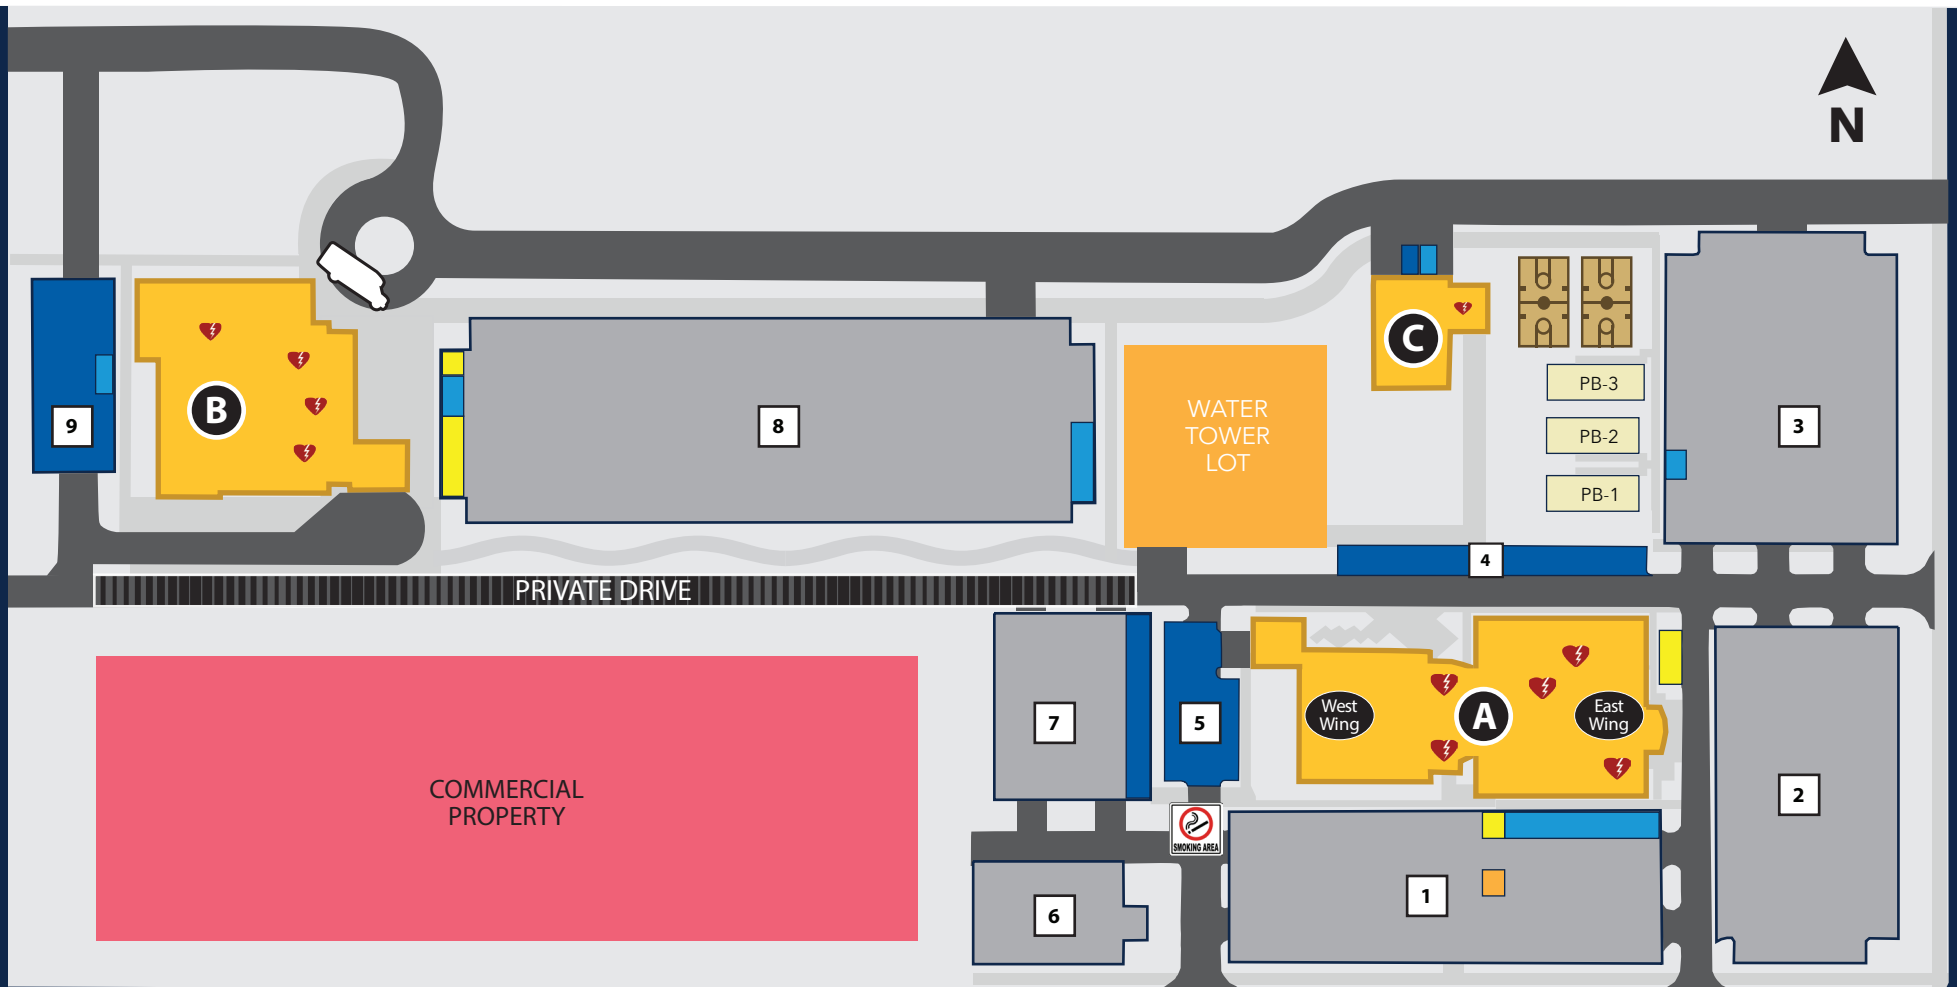 N
C
PB-3
PB-2
PB-1
3
WATER
TOWER
LOT
8
B
9
4
PRIVATE DRIVE
7
5
West
Wing
A
East
Wing
2
COMMERCIAL
PROPERTY
SMOKING AREA
1
6